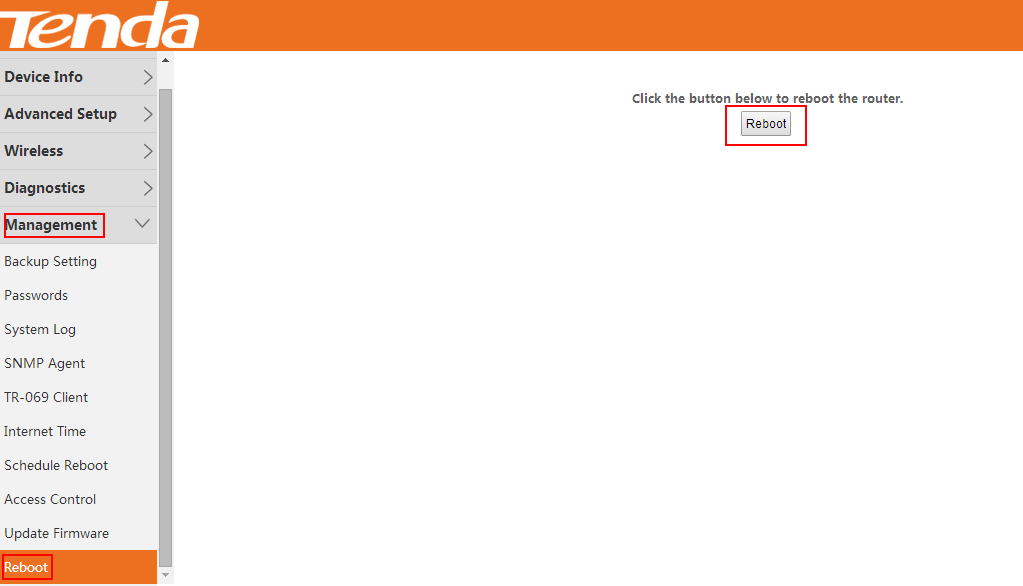 Tenda
Device Info
Advanced Setup
Wireless
Diagnostics
Management
Backup Setting
Passwords
System Log
SNMP Agent
TR-069 Client
Internet Time
Schedule Reboot
Access Control
Update Firmware
Reboot
Click the button below to reboot the router.
Reboot